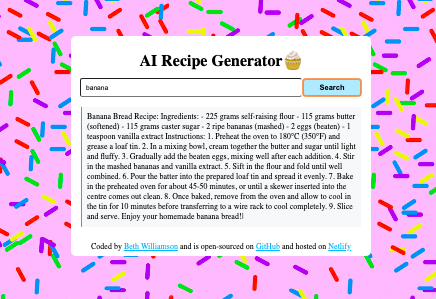 AI Recipe Generator🧁
banana
Search
Banana Bread Recipe: Ingredients: - 225 grams self-raising flour - 115 grams butter
(softened) - 115 grams caster sugar - 2 ripe bananas (mashed) - 2 eggs (beaten) - 1
teaspoon vanilla extract Instructions: 1. Preheat the oven to 180°C (350°F) and
grease a loaf tin. 2. In a mixing bowl, cream together the butter and sugar until light
and fluffy. 3. Gradually add the beaten eggs, mixing well after each addition. 4. Stir
in the mashed bananas and vanilla extract. 5. Sift in the flour and fold until well
combined. 6. Pour the batter into the prepared loaf tin and spread it evenly. 7. Bake
in the preheated oven for about 45-50 minutes, or until a skewer inserted into the
centre comes out clean. 8. Once baked, remove from the oven and allow to cool in
the tin for 10 minutes before transferring to a wire rack to cool completely. 9. Slice
and serve. Enjoy your homemade banana bread!|
Coded by Beth Williamson and is open-sourced on GitHub and hosted on Netlify